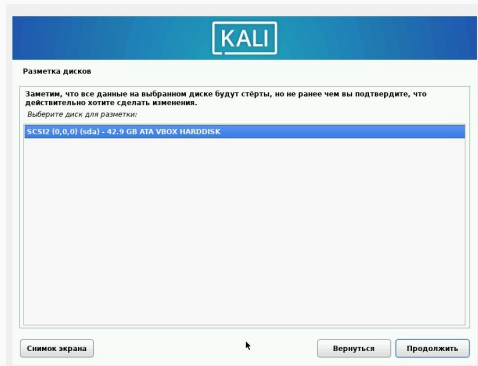 KALI
Разметка дисков
Заметим, что все данные на выбранном диске будут стёрты, но не ранее чем вы подтвердите, что
действительно хотите сделать изменения.
Выберите диск для разметки:
SCSI2 (0,0,0) (sda) - 42.9 GB ATA VBOX HARDDISK
Снимок экрана
Вернуться
Продолжить